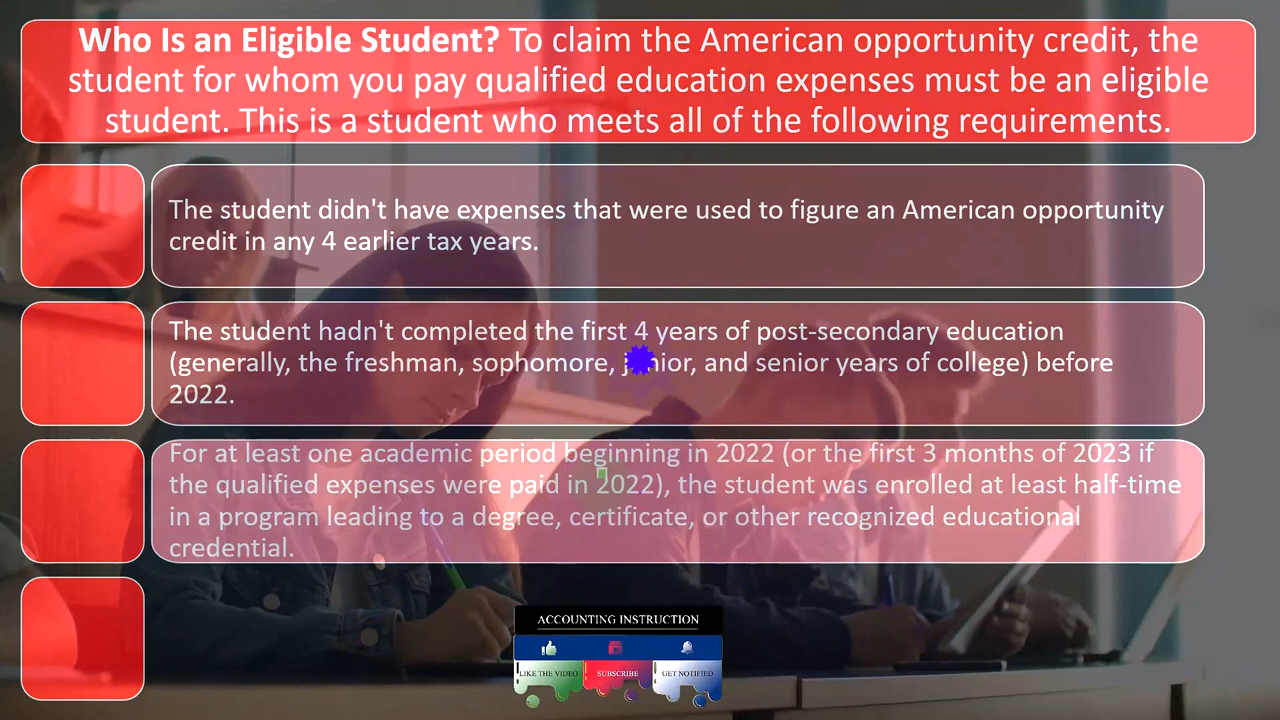 Who Is an Eligible Student? To claim the American opportunity credit, the
student for whom you pay qualified education expenses must be an eligible
student. This is a student who meets all of the following requirements.
The student didn't have expenses that were used to figure an American opportunity
credit in any 4 earlier tax years.
The student hadn't completed the first 4 years of post-secondary education
(generally, the freshman, sophomore, junior, and senior years of college) before
2022.
For at least one academic period beginning in 2022 (or the first 3 months of 2023 if
the qualified expenses were paid in 2022), the student was enrolled at least half-time
in a program leading to a degree, certificate, or other recognized educational
credential.
ACCOUNTING INSTRUCTION
LIKE THE VIDEO SUBSCRIBE GET NOTIFIED